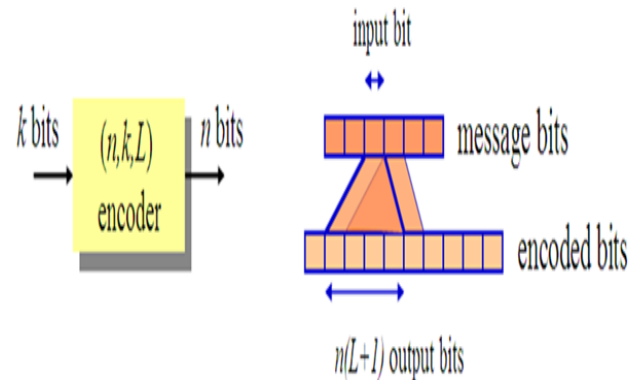 input bit
k bits
(n,k,L)
encoder
n bits
message bits
encoded bits
n(L+1) output bits